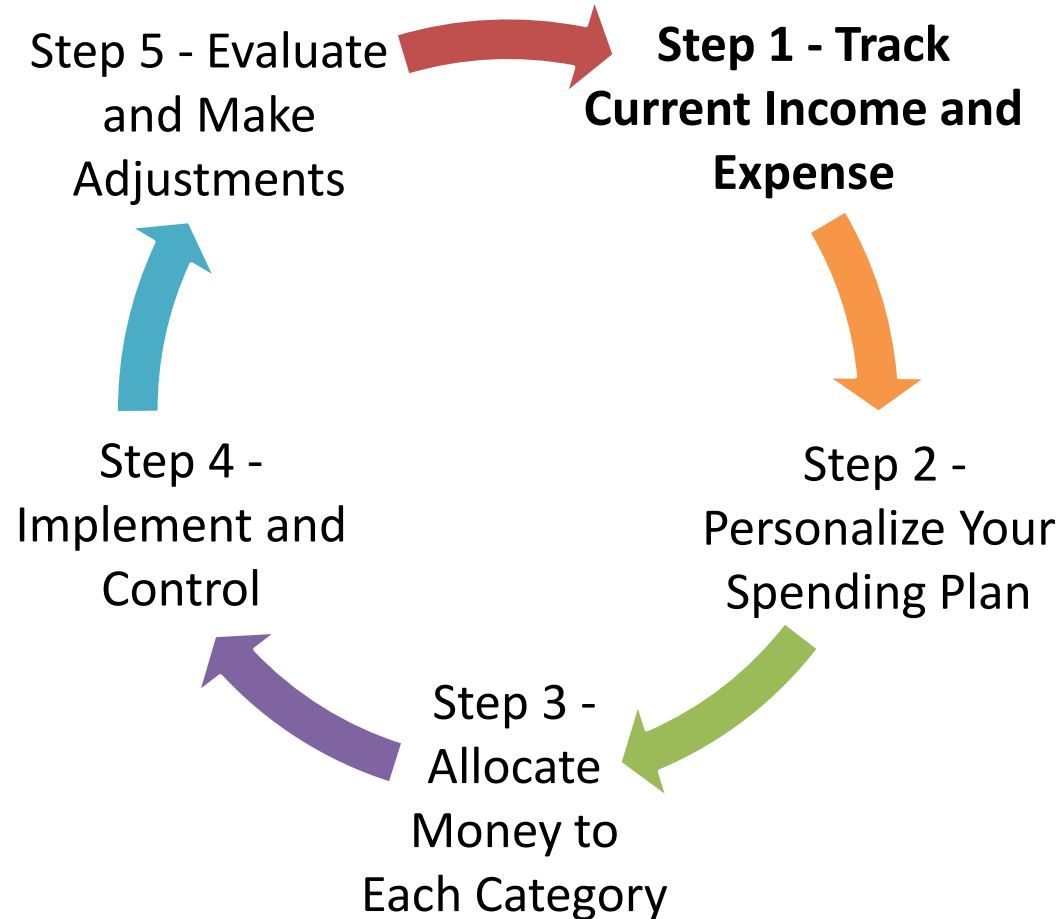 Step 1 - Track
Current Income and
Expense
Step 2 -
Personalize Your
Spending Plan
Step 3 -
Allocate
Money to
Each Category
Step 4 -
Implement and
Control
Step 5 - Evaluate
and Make
Adjustments